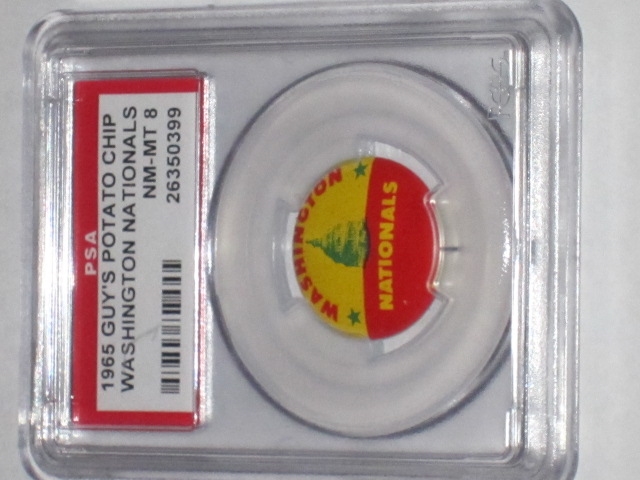 PSA
1965 GUY'S POTATO CHIP
WASHINGTON NATIONALS
NM-MT 8
26350399
WASHINGTON
NATIONALS